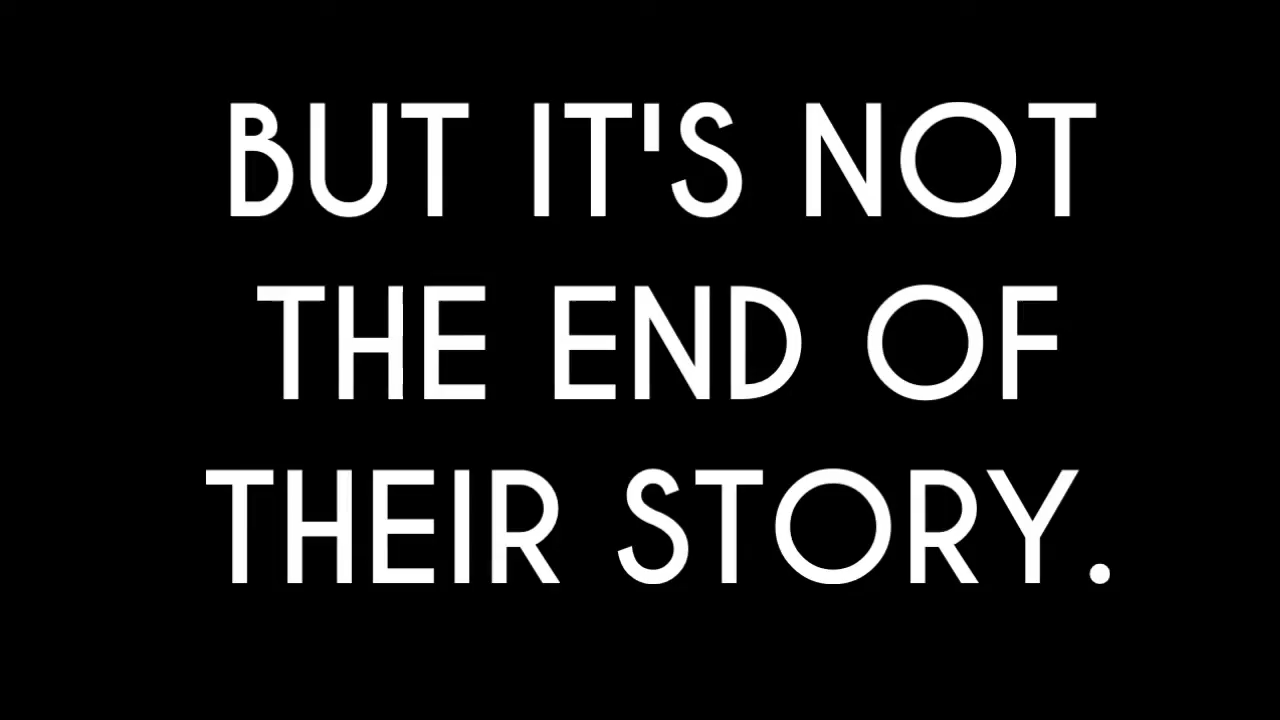 BUT IT'S NOT
THE END OF
THEIR STORY.